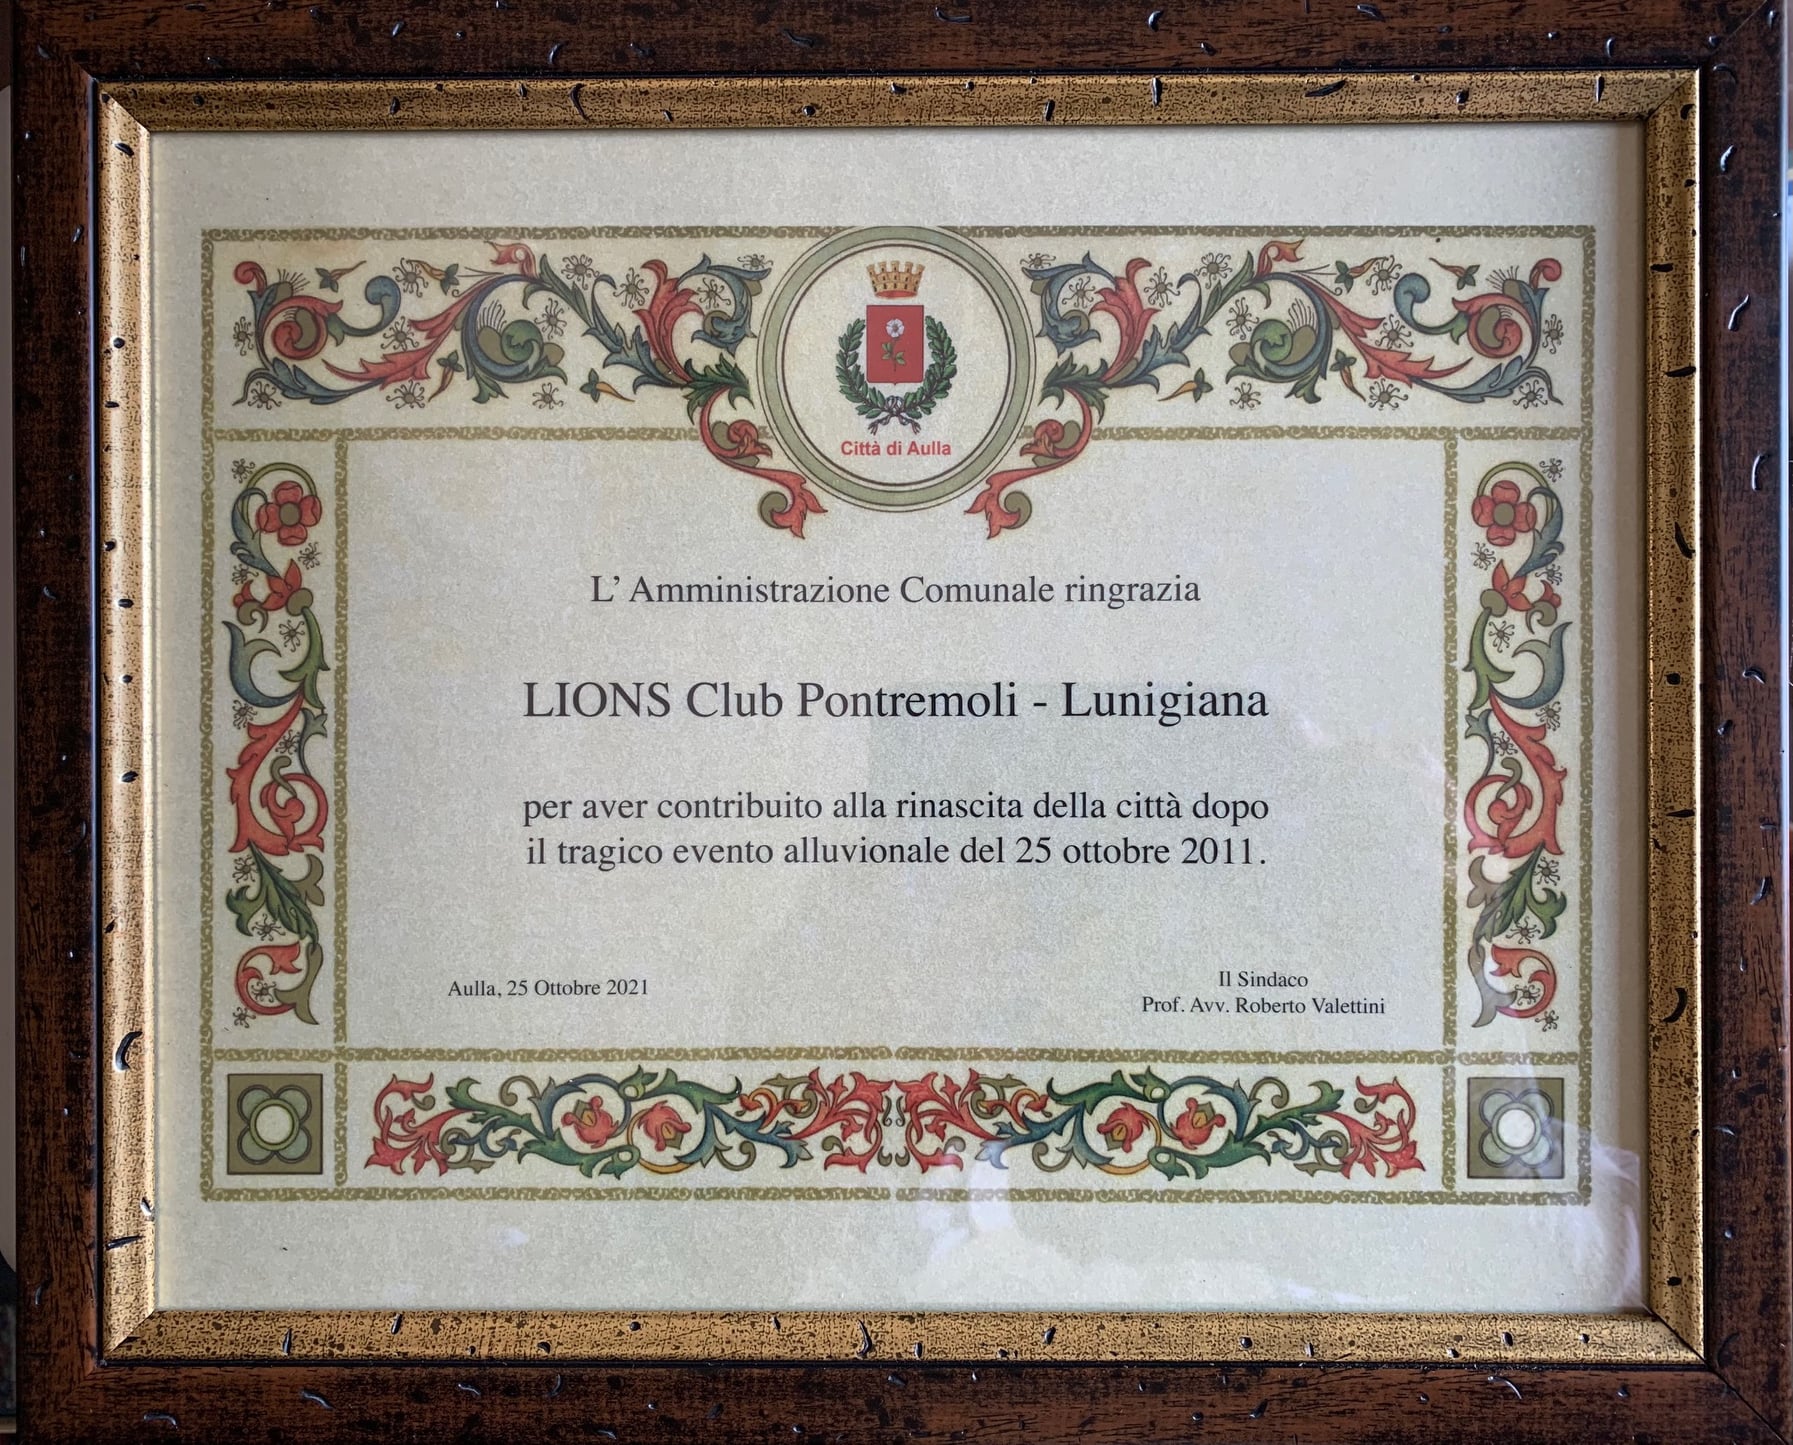 Città di Aulla
L' Amministrazione Comunale ringrazia
LIONS Club Pontremoli - Lunigiana
per aver contribuito alla rinascita della città dopo
il tragico evento alluvionale del 25 ottobre 2011.
Aulla, 25 Ottobre 2021
Il Sindaco
Prof. Avv. Roberto Valettini